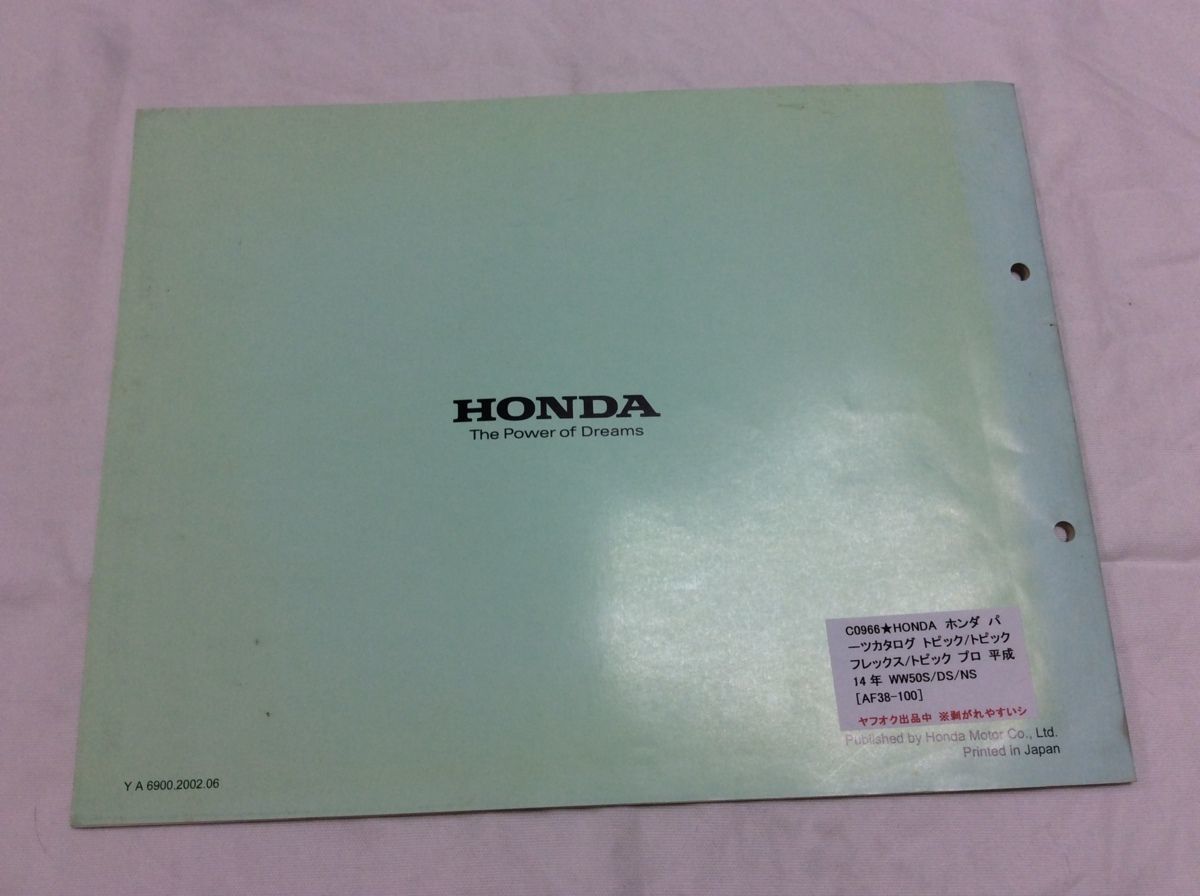 HONDA
The Power of Dreams
C0966★HONDA ホンダ パ
ーツカタログ トピック/トピック
フレックス/トピック プロ 平成
14年 WW50S/DS/NS
[AF38-100]
ヤフオク出品中 ※剥がれやすいシ
Published by Honda Motor Co., Ltd.
Printed in Japan
Y A 6900.2002.06